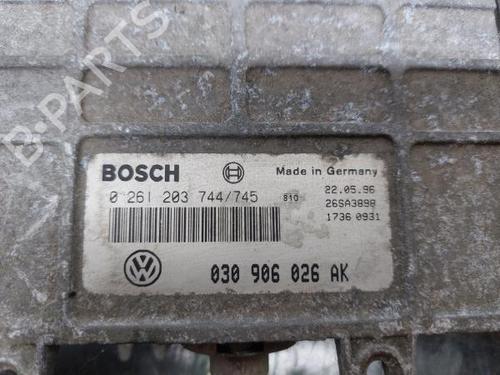 B-PARTS
BOSCH Made in Germany
0 261 203 744/745 810 22.05.96
26SA3898
1736 0931
030 906 026 AK